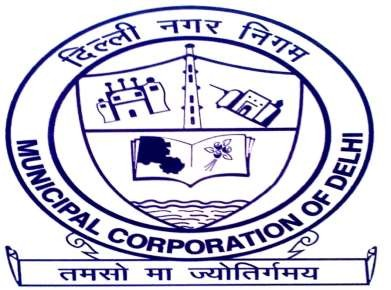 दिल्ली नगर निगम
MUNICIPAL CORPORATION OF DELHI
तमसो मा ज्योतिर्गमय